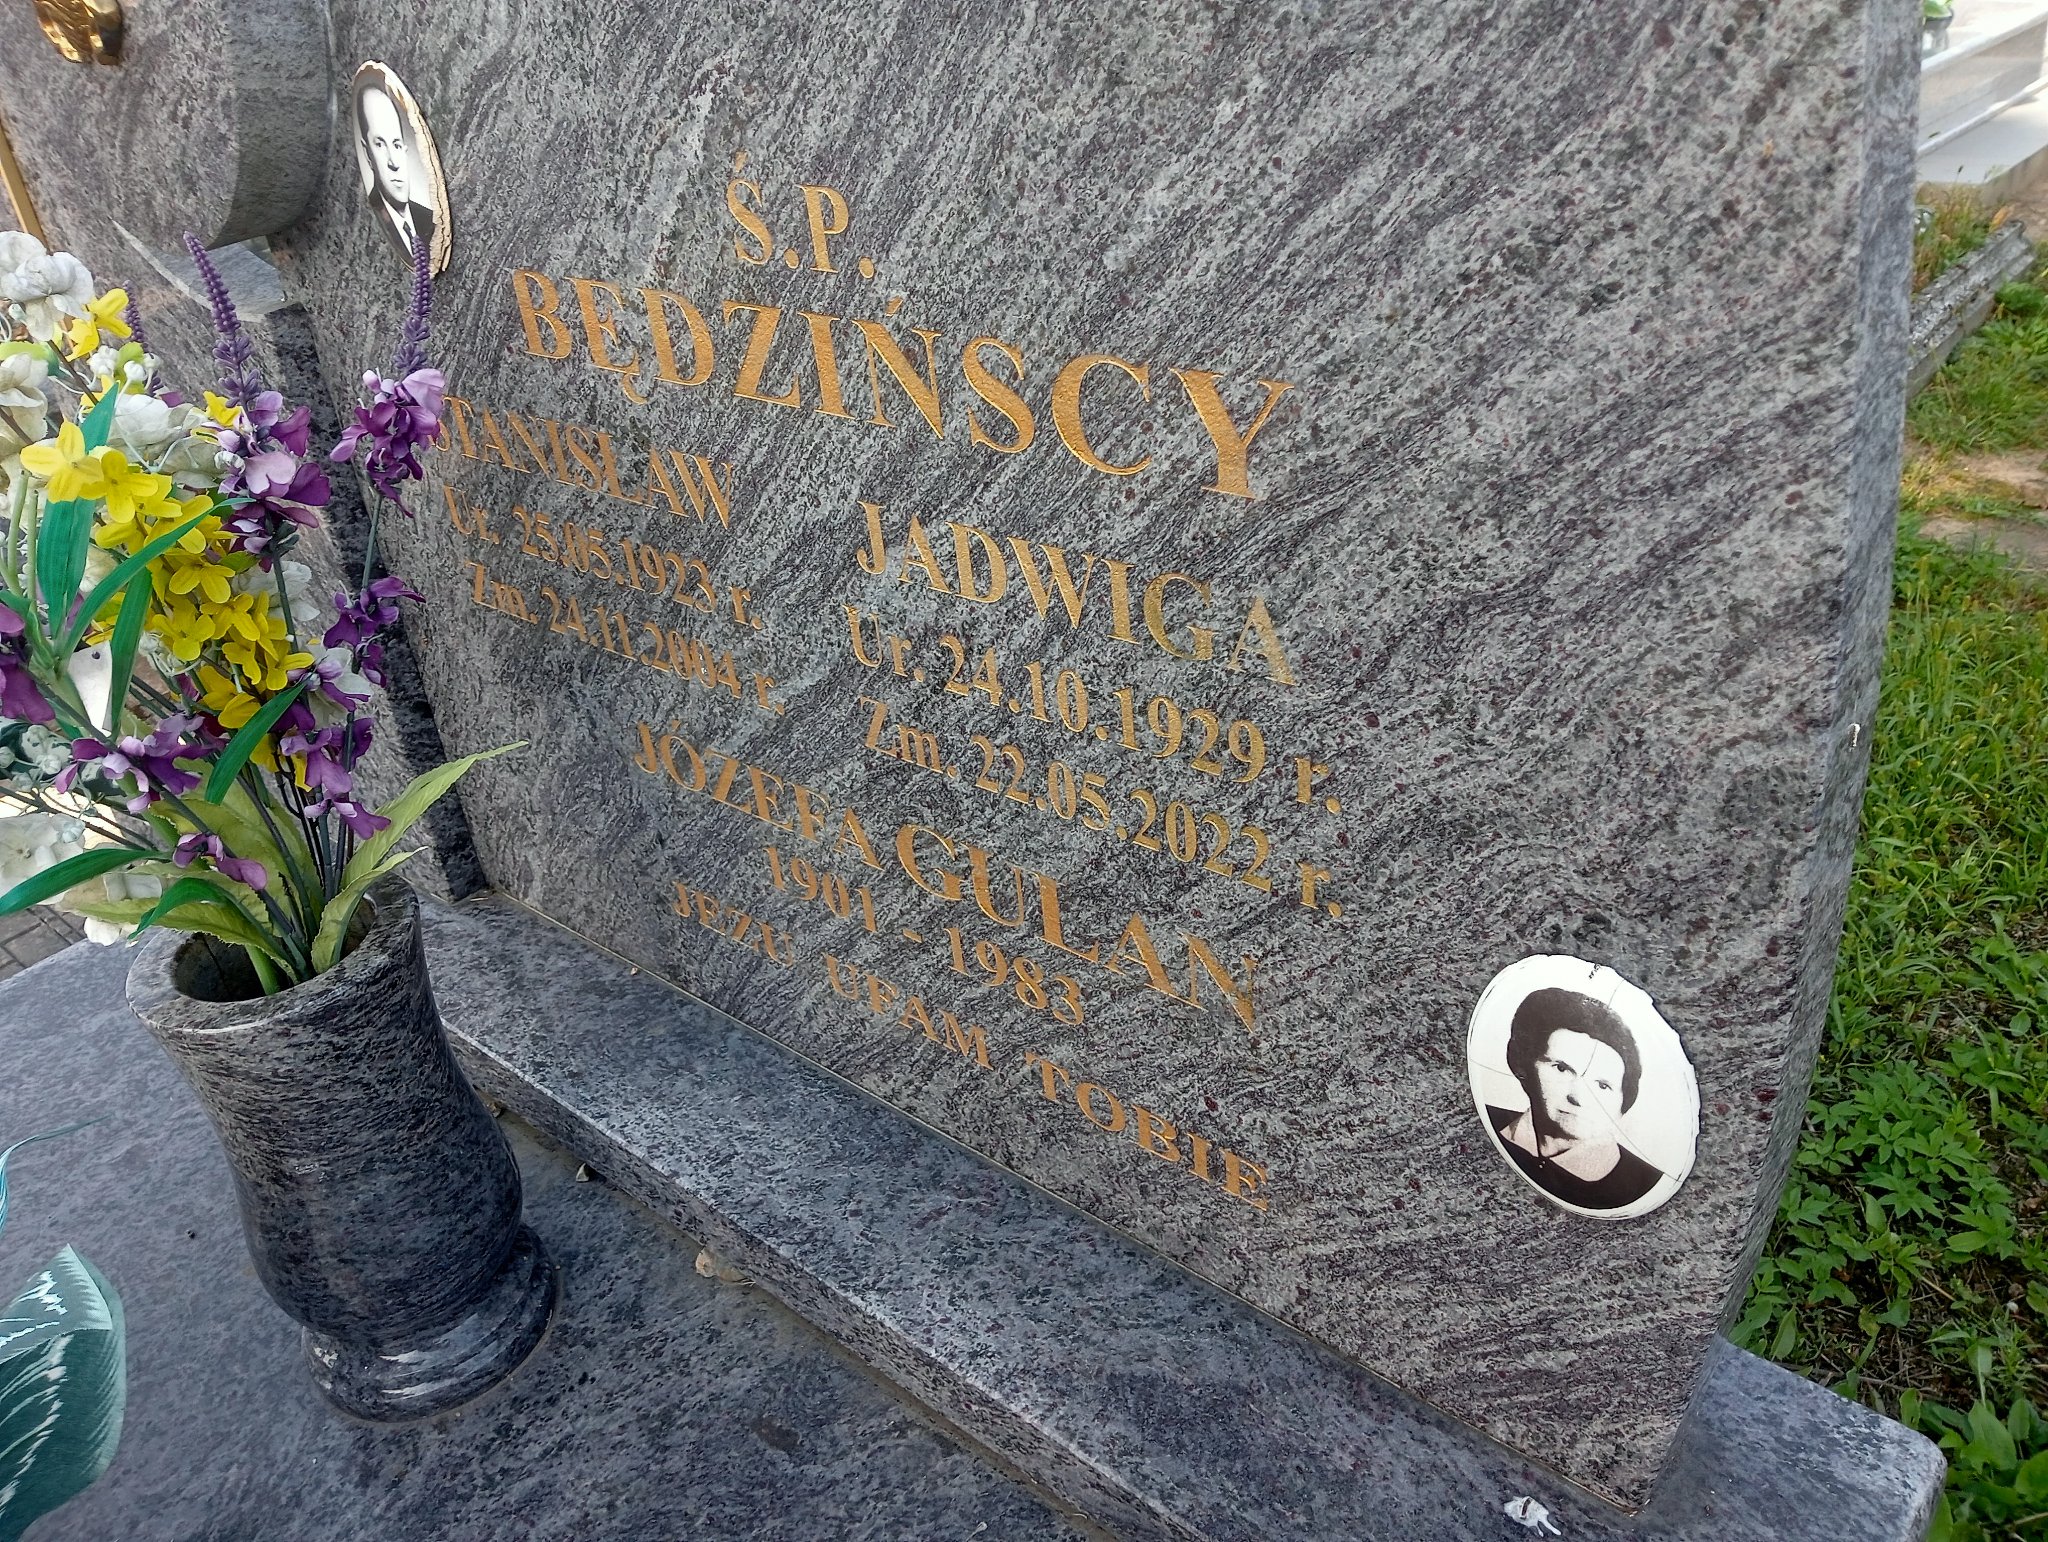 Ś.P.
BĘDZIŃSCY
STANISŁAW
Ur. 25.05.1923 r.
Zm. 24.11.2004 r.
JADWIGA
Ur. 24.10.1929 r.
Zm. 22.05.2022 r.
JÓZEFA GULAN
1901 - 1983
JEZU UFAM TOBIE